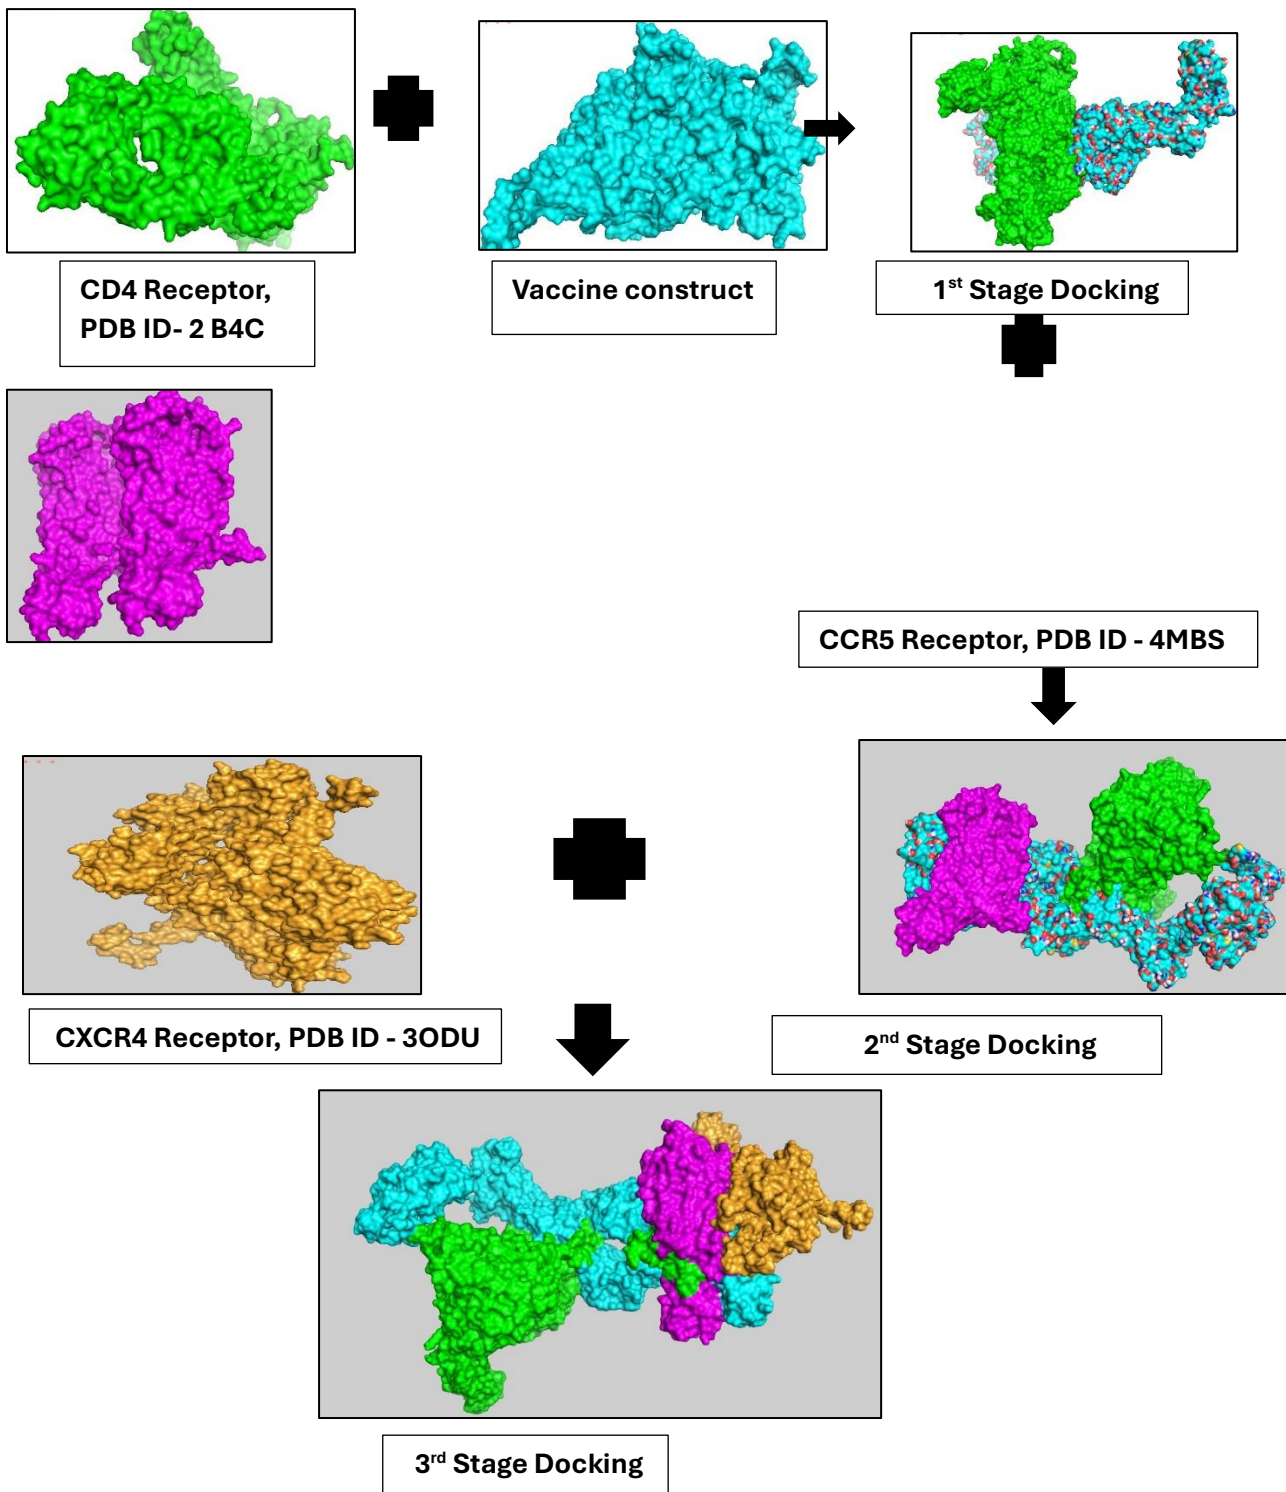 CD4 Receptor,
PDB ID- 2 B4C
Vaccine construct
1st Stage Docking
CCR5 Receptor, PDB ID - 4MBS
CXCR4 Receptor, PDB ID - 3ODU
2nd Stage Docking
3rd Stage Docking